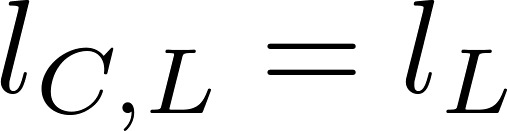 $l_{C,L} = l_L$